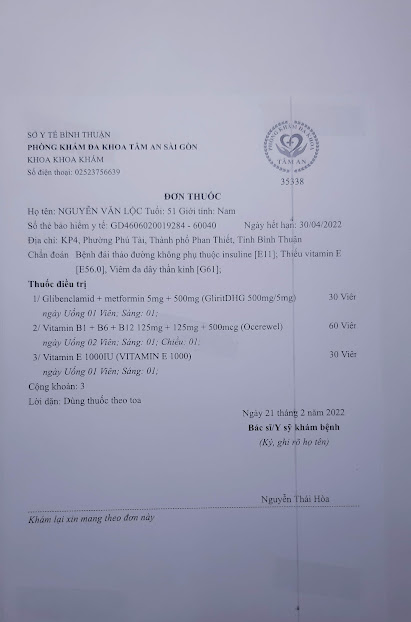 SỞ Y TẾ BÌNH THUẬN
PHÒNG KHÁM ĐA KHOA TÂM AN SÀI GÒN
KHOA KHOA KHÁM
Số điện thoại: 02523756639
PHÒNG KHÁM ĐA KHOA
TÂM AN
35338
ĐƠN THUỐC
Họ tên: NGUYỄN VĂN LỘC Tuổi: 51 Giới tính: Nam
Số thẻ bảo hiểm y tế: GD4606020019284 - 60040 Ngày hết hạn: 30/04/2022
Địa chỉ: KP4, Phường Phú Tài, Thành phố Phan Thiết, Tỉnh Bình Thuận
Chẩn đoán Bệnh đái tháo đường không phụ thuộc insuline [E11]; Thiếu vitamin E
[E56.0], Viêm đa dây thần kinh [G61];
Thuốc điều trị
1/ Glibenclamid + metformin 5mg + 500mg (GliritDHG 500mg/5mg) 30 Viên
ngày Uống 01 Viên; Sáng: 01;
2/ Vitamin B1 + B6 + B12 125mg + 125mg + 500mcg (Ocerewel) 60 Viên
ngày Uống 02 Viên; Sáng: 01; Chiều: 01;
3/ Vitamin E 1000IU (VITAMIN E 1000) 30 Viên
ngày Uống 01 Viên; Sáng: 01;
Cộng khoản: 3
Lời dặn: Dùng thuốc theo toa
Ngày 21 tháng 2 năm 2022
Bác sĩ/Y sỹ khám bệnh
(Ký, ghi rõ họ tên)
Nguyễn Thái Hòa
Khám lại xin mang theo đơn này